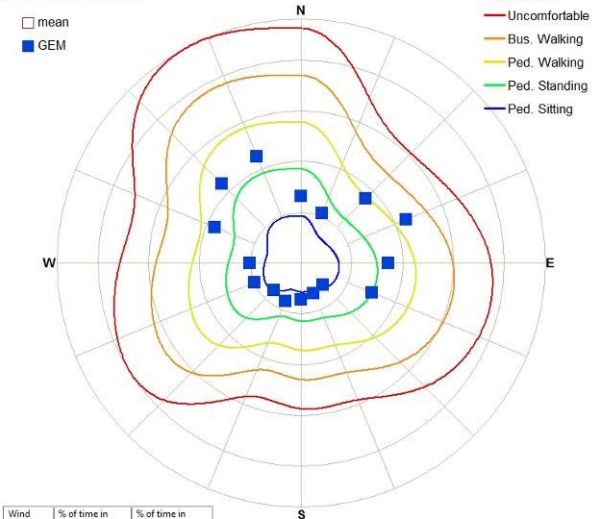 mean
GEM
N
Uncomfortable
Bus. Walking
Ped. Walking
Ped. Standing
Ped. Sitting
W
E
S
Wind
% of time in
% of time in